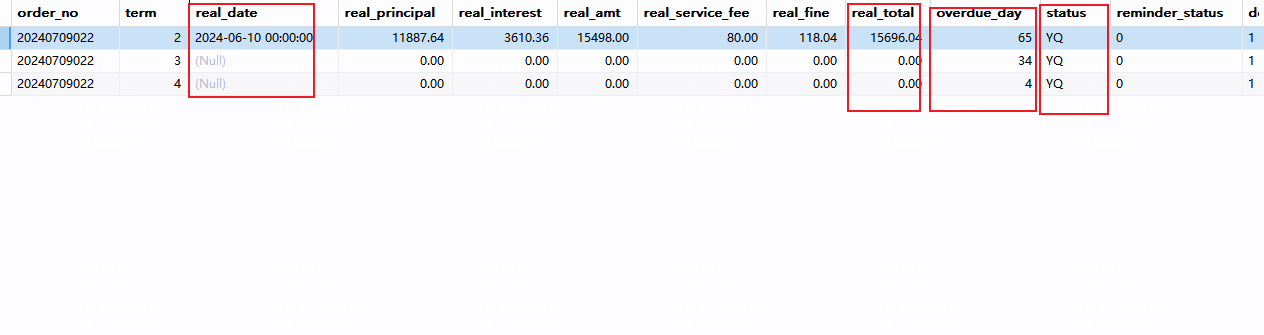 order_no term real_date real_principal real_interest real_amt real_service_fee real_fine real_total overdue_day status reminder_status
20240709022 2 2024-06-10 00:00:00 11887.64 3610.36 15498.00 80.00 118.04 15696.04 65 YQ 0 1
20240709022 3 (Null) 0.00 0.00 0.00 0.00 0.00 0.00 34 YQ 0 1
20240709022 4 (Null) 0.00 0.00 0.00 0.00 0.00 0.00 4 YQ 0 1